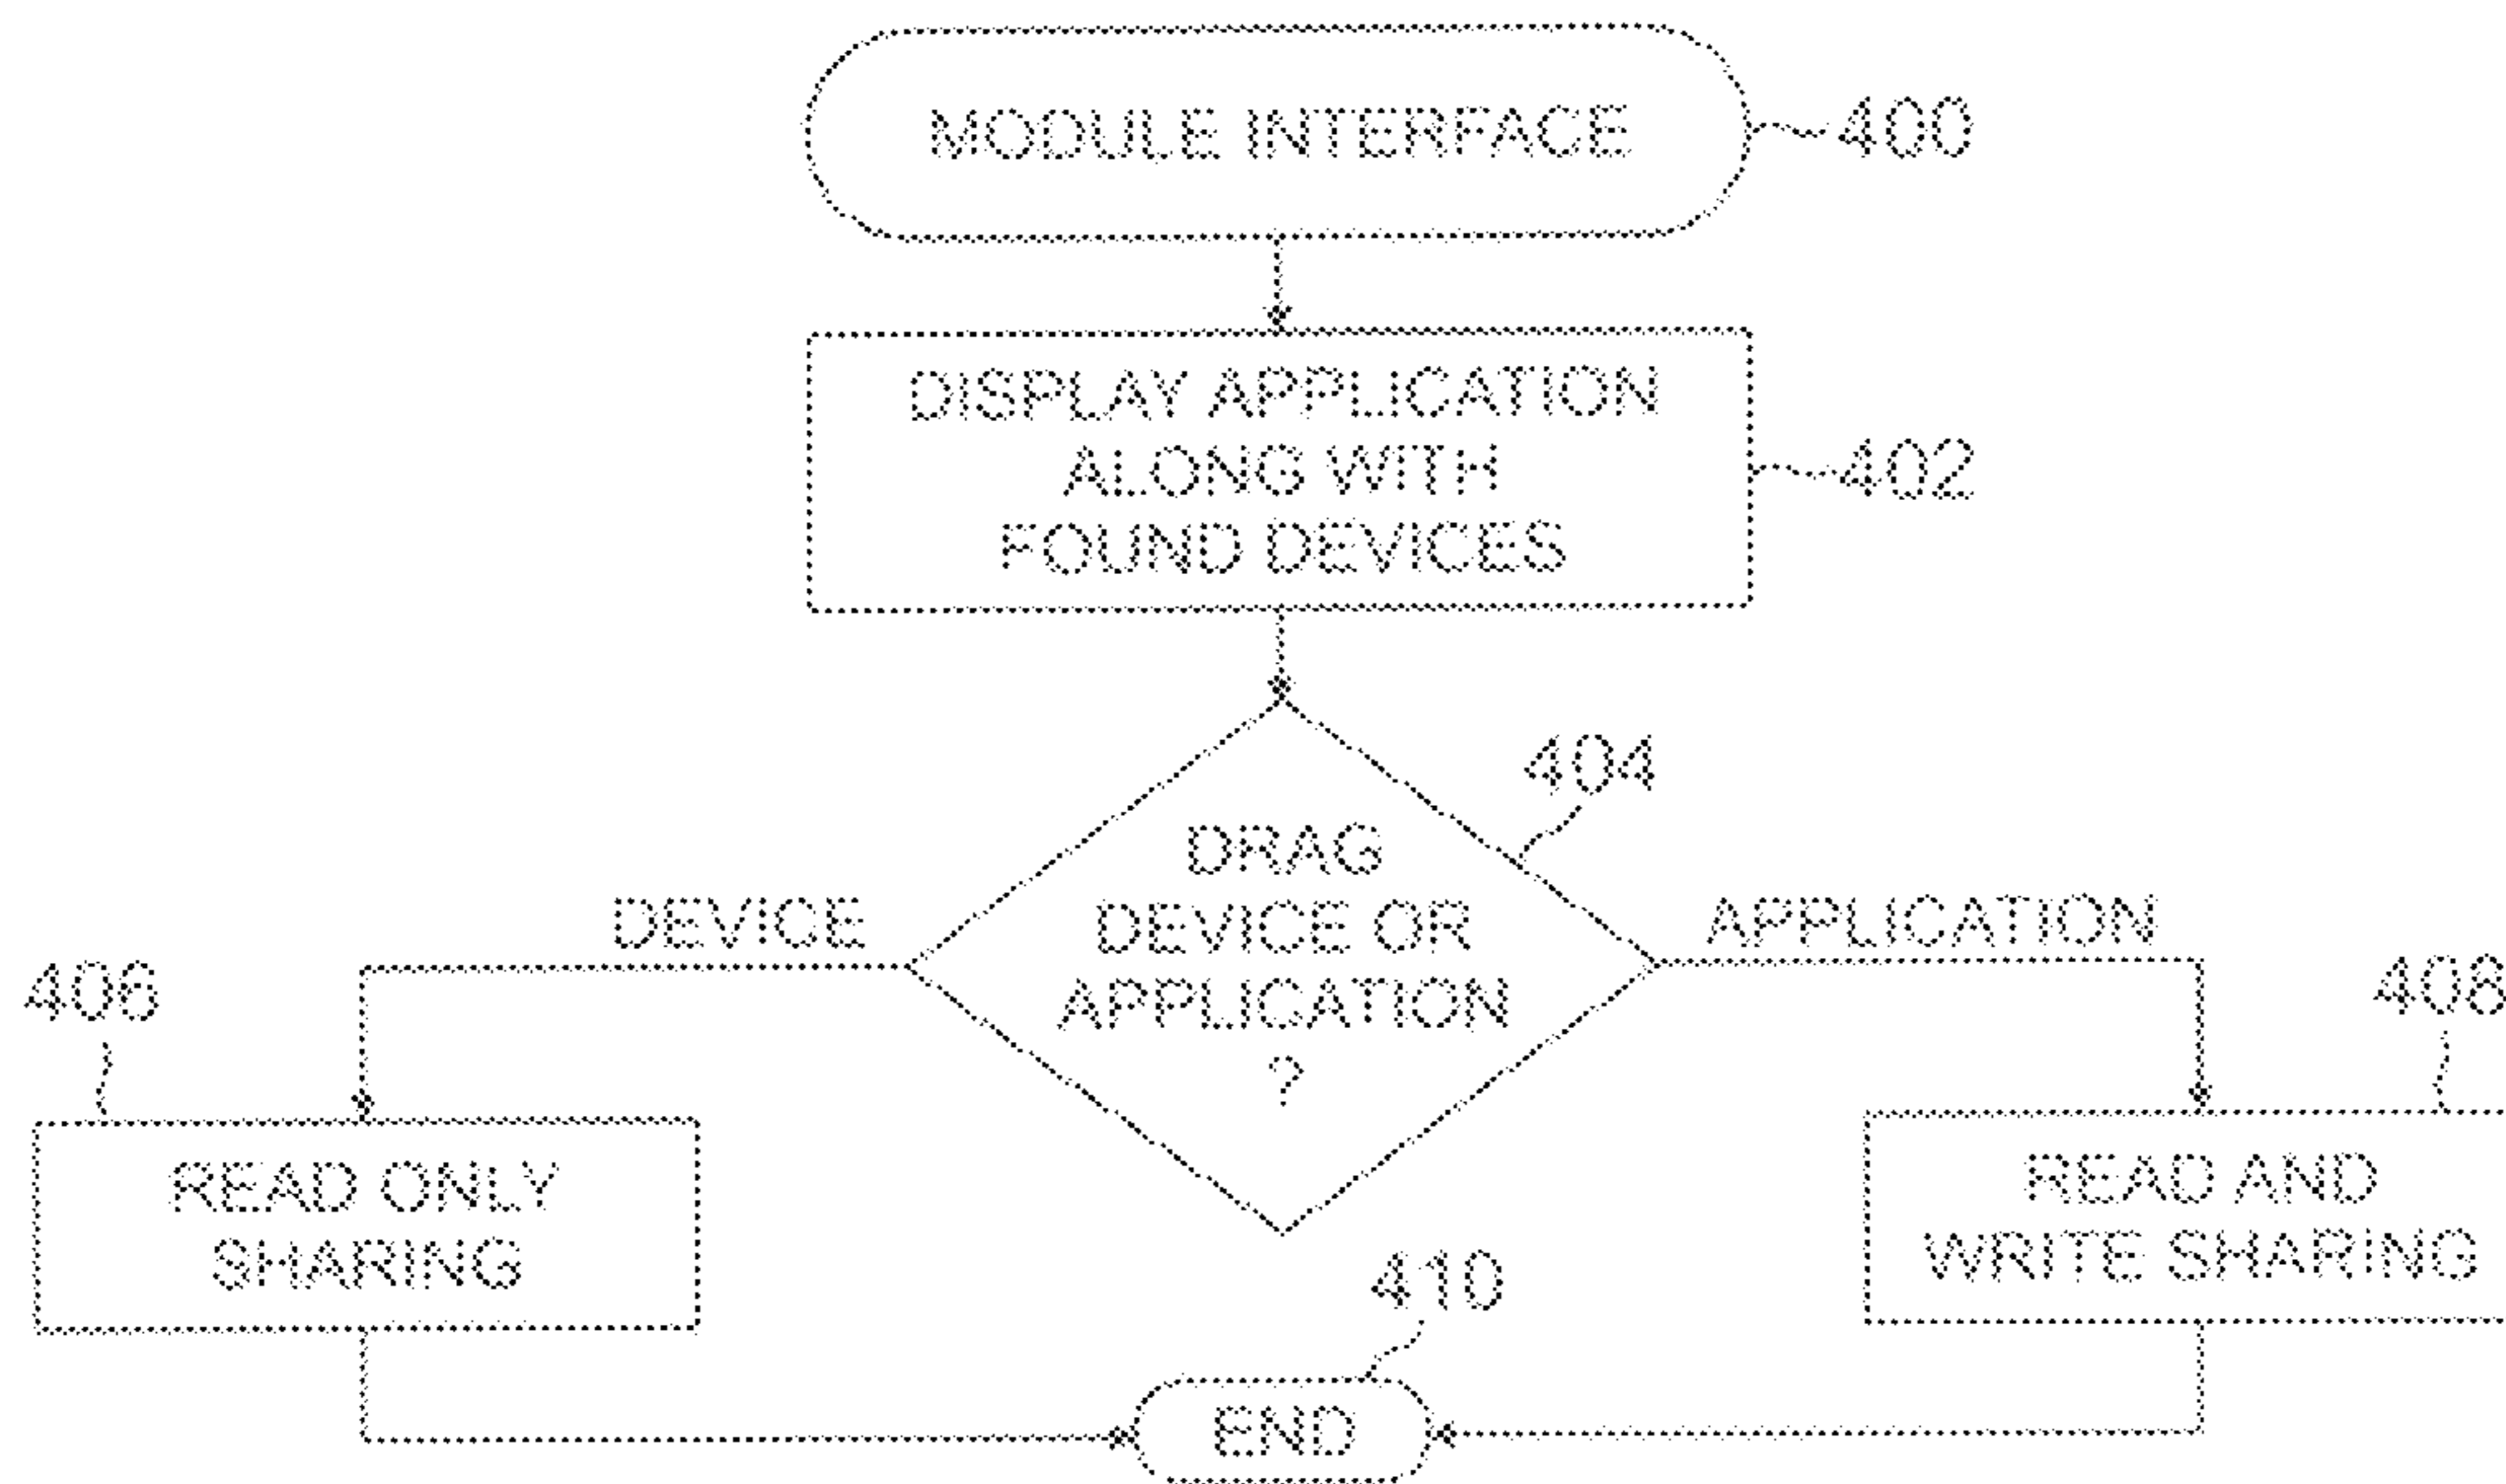 MODULE INTERFACE
400
DISPLAY APPLICATION
ALONG WITH
FOUND DEVICES
402
404
DRAG
DEVICE OR
APPLICATION
?
DEVICE
APPLICATION
406
408
READ ONLY
SHARING
READ AND
WRITE SHARING
410
END